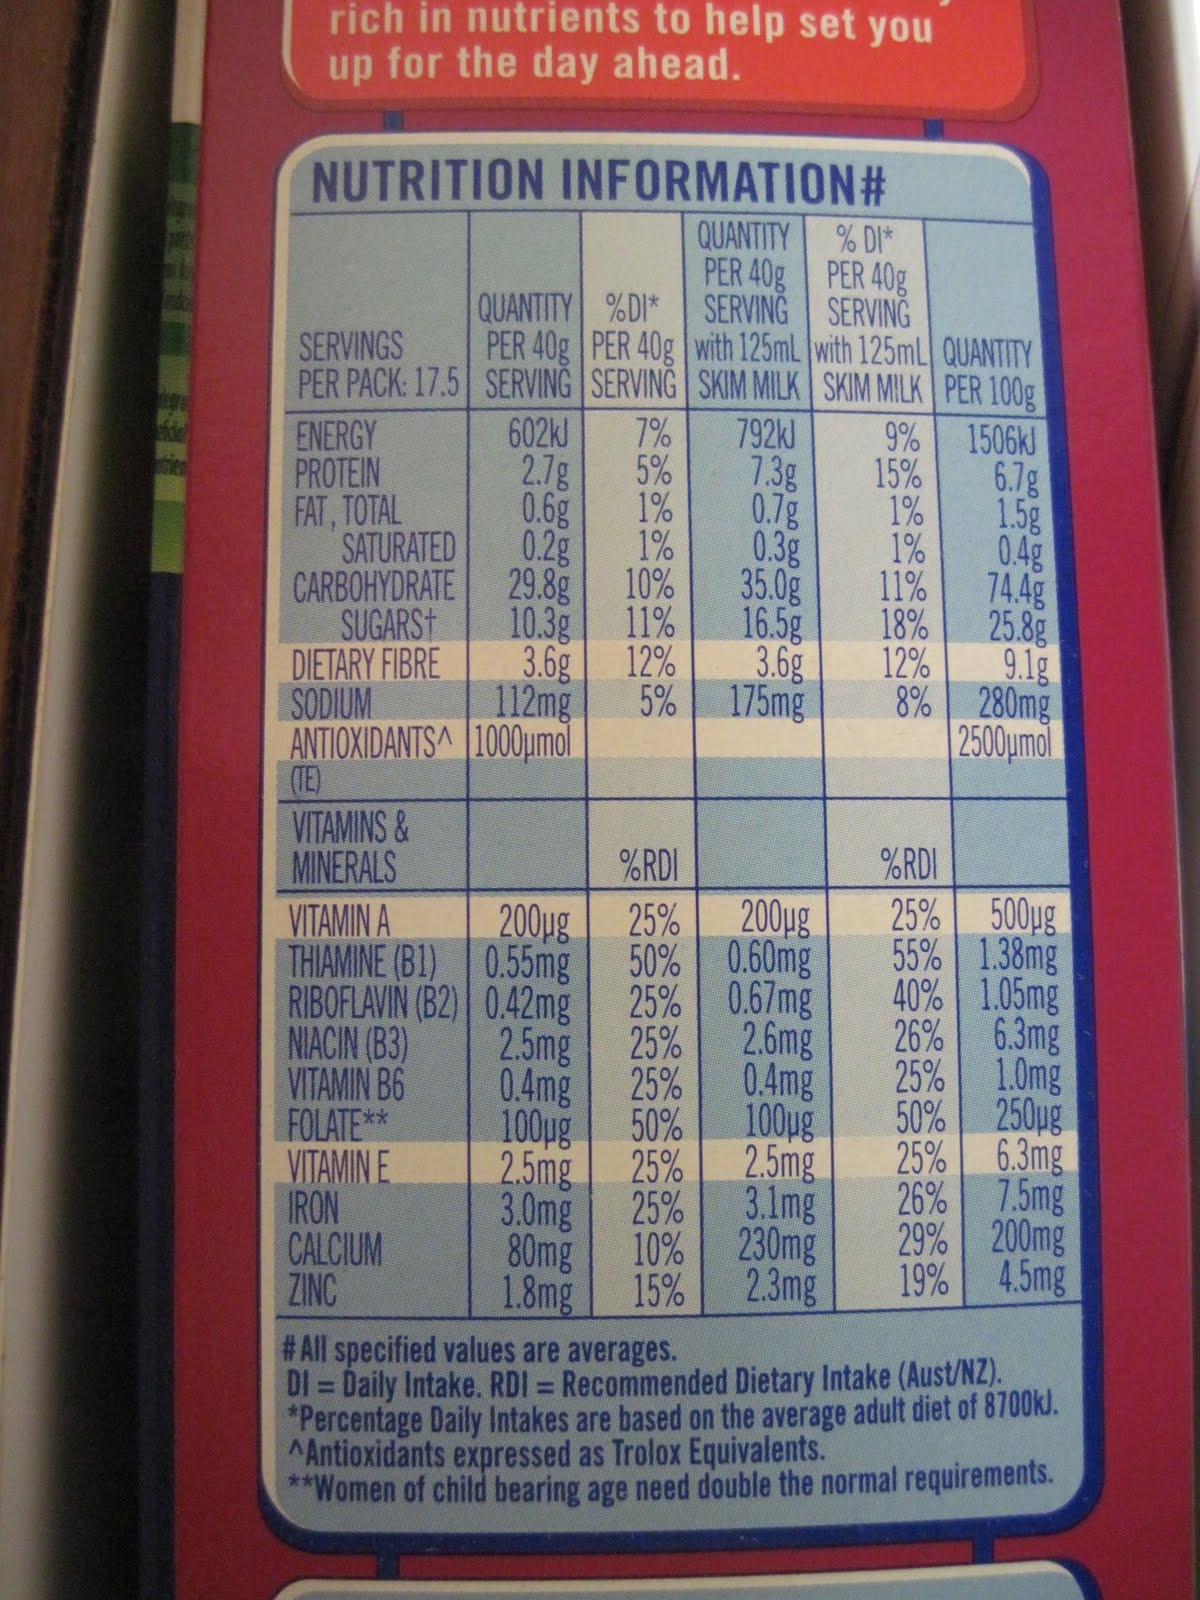 rich in nutrients to help set you
up for the day ahead.
NUTRITION INFORMATION#
SERVINGS PER PACK: 17.5 QUANTITY PER 40g SERVING %DI* PER 40g SERVING QUANTITY PER 40g SERVING with 125mL SKIM MILK % DI* PER 40g SERVING with 125mL SKIM MILK QUANTITY PER 100g
ENERGY 602kJ 7% 792kJ 9% 1506kJ
PROTEIN 2.7g 5% 7.3g 15% 6.7g
FAT, TOTAL 0.6g 1% 0.7g 1% 1.5g
SATURATED 0.2g 1% 0.3g 1% 0.4g
CARBOHYDRATE 29.8g 10% 35.0g 11% 74.4g
SUGARS† 10.3g 11% 16.5g 18% 25.8g
DIETARY FIBRE 3.6g 12% 3.6g 12% 9.1g
SODIUM 112mg 5% 175mg 8% 280mg
ANTIOXIDANTS^ 1000µmol 2500µmol
(TE)
VITAMINS &
MINERALS %RDI %RDI
VITAMIN A 200µg 25% 200µg 25% 500µg
THIAMINE (B1) 0.55mg 50% 0.60mg 55% 1.38mg
RIBOFLAVIN (B2) 0.42mg 25% 0.67mg 40% 1.05mg
NIACIN (B3) 2.5mg 25% 2.6mg 26% 6.3mg
VITAMIN B6 0.4mg 25% 0.4mg 25% 1.0mg
FOLATE** 100µg 50% 100µg 50% 250µg
VITAMIN E 2.5mg 25% 2.5mg 25% 6.3mg
IRON 3.0mg 25% 3.1mg 26% 7.5mg
CALCIUM 80mg 10% 230mg 29% 200mg
ZINC 1.8mg 15% 2.3mg 19% 4.5mg
#All specified values are averages.
DI = Daily Intake. RDI = Recommended Dietary Intake (Aust/NZ).
*Percentage Daily Intakes are based on the average adult diet of 8700kJ.
^Antioxidants expressed as Trolox Equivalents.
**Women of child bearing age need double the normal requirements.